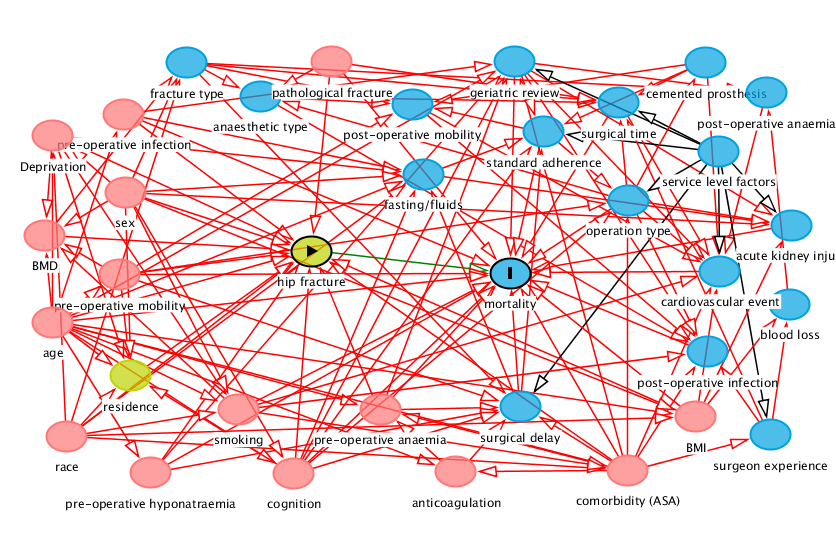 fracture type
pathological fracture
geriatric review
cemented prosthesis
anaesthetic type
post-operative mobility
surgical time
post-operative anaemia
pre-operative infection
Deprivation
standard adherence
service level factors
sex
fasting/fluids
operation type
BMD
hip fracture
acute kidney inju
pre-operative mobility
mortality
cardiovascular event
age
blood loss
residence
post-operative infection
smoking
pre-operative anaemia
surgical delay
BMI
race
surgeon experience
pre-operative hyponatraemia
cognition
anticoagulation
comorbidity (ASA)